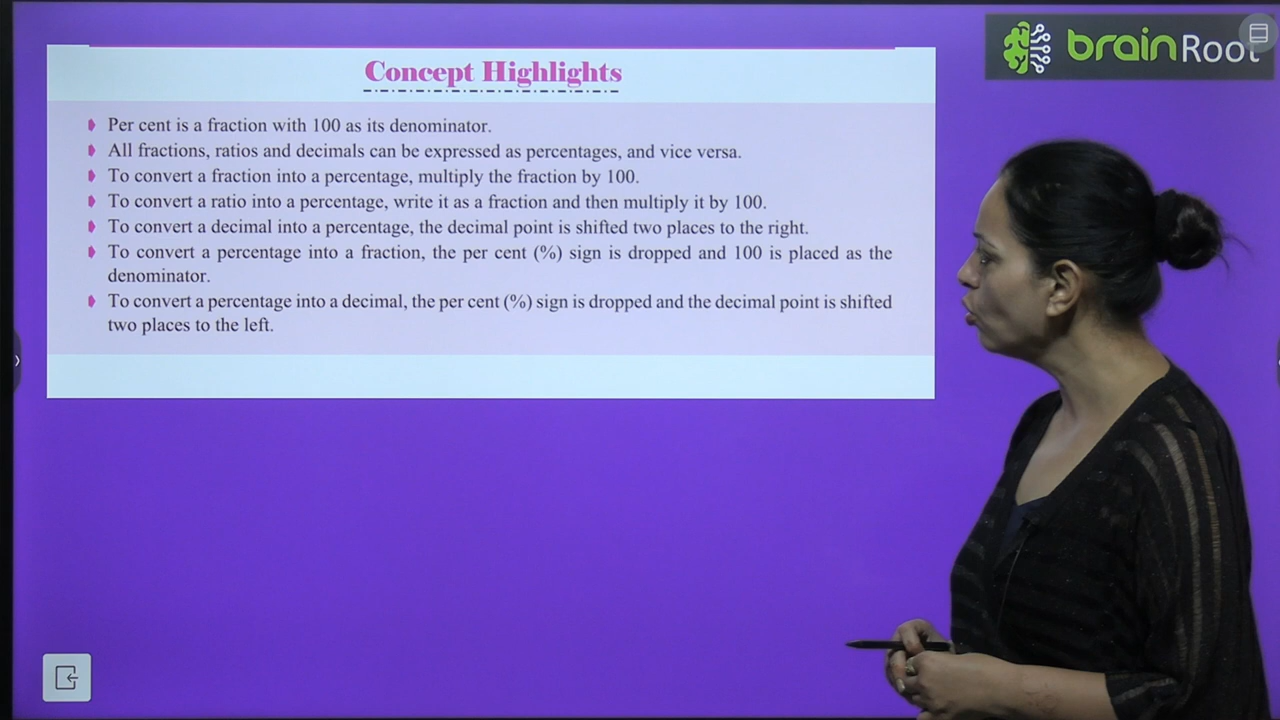 brainRoot
Concept Highlights
Per cent is a fraction with 100 as its denominator.
All fractions, ratios and decimals can be expressed as percentages, and vice versa.
To convert a fraction into a percentage, multiply the fraction by 100.
To convert a ratio into a percentage, write it as a fraction and then multiply it by 100.
To convert a decimal into a percentage, the decimal point is shifted two places to the right.
To convert a percentage into a fraction, the per cent (%) sign is dropped and 100 is placed as the
denominator.
To convert a percentage into a decimal, the per cent (%) sign is dropped and the decimal point is shifted
two places to the left.